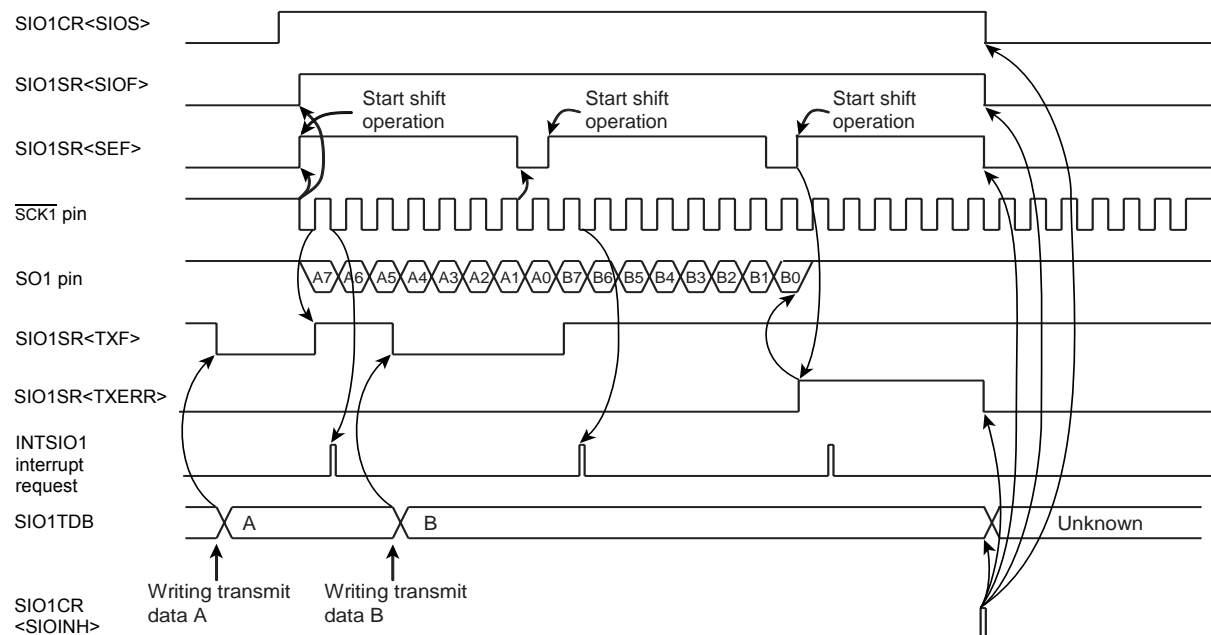 SIO1CR<SIOS>
SIO1SR<SIOF>
Start shift
operation
Start shift
operation
Start shift
operation
SIO1SR<SEF>
SCK1 pin
SO1 pin
A7 A6 A5 A4 A3 A2 A1 A0 B7 B6 B5 B4 B3 B2 B1 B0
SIO1SR<TXF>
SIO1SR<TXERR>
INTSIO1
interrupt
request
SIO1TDB
A
B
Unknown
Writing transmit
data A
Writing transmit
data B
SIO1CR
<SIOINH>